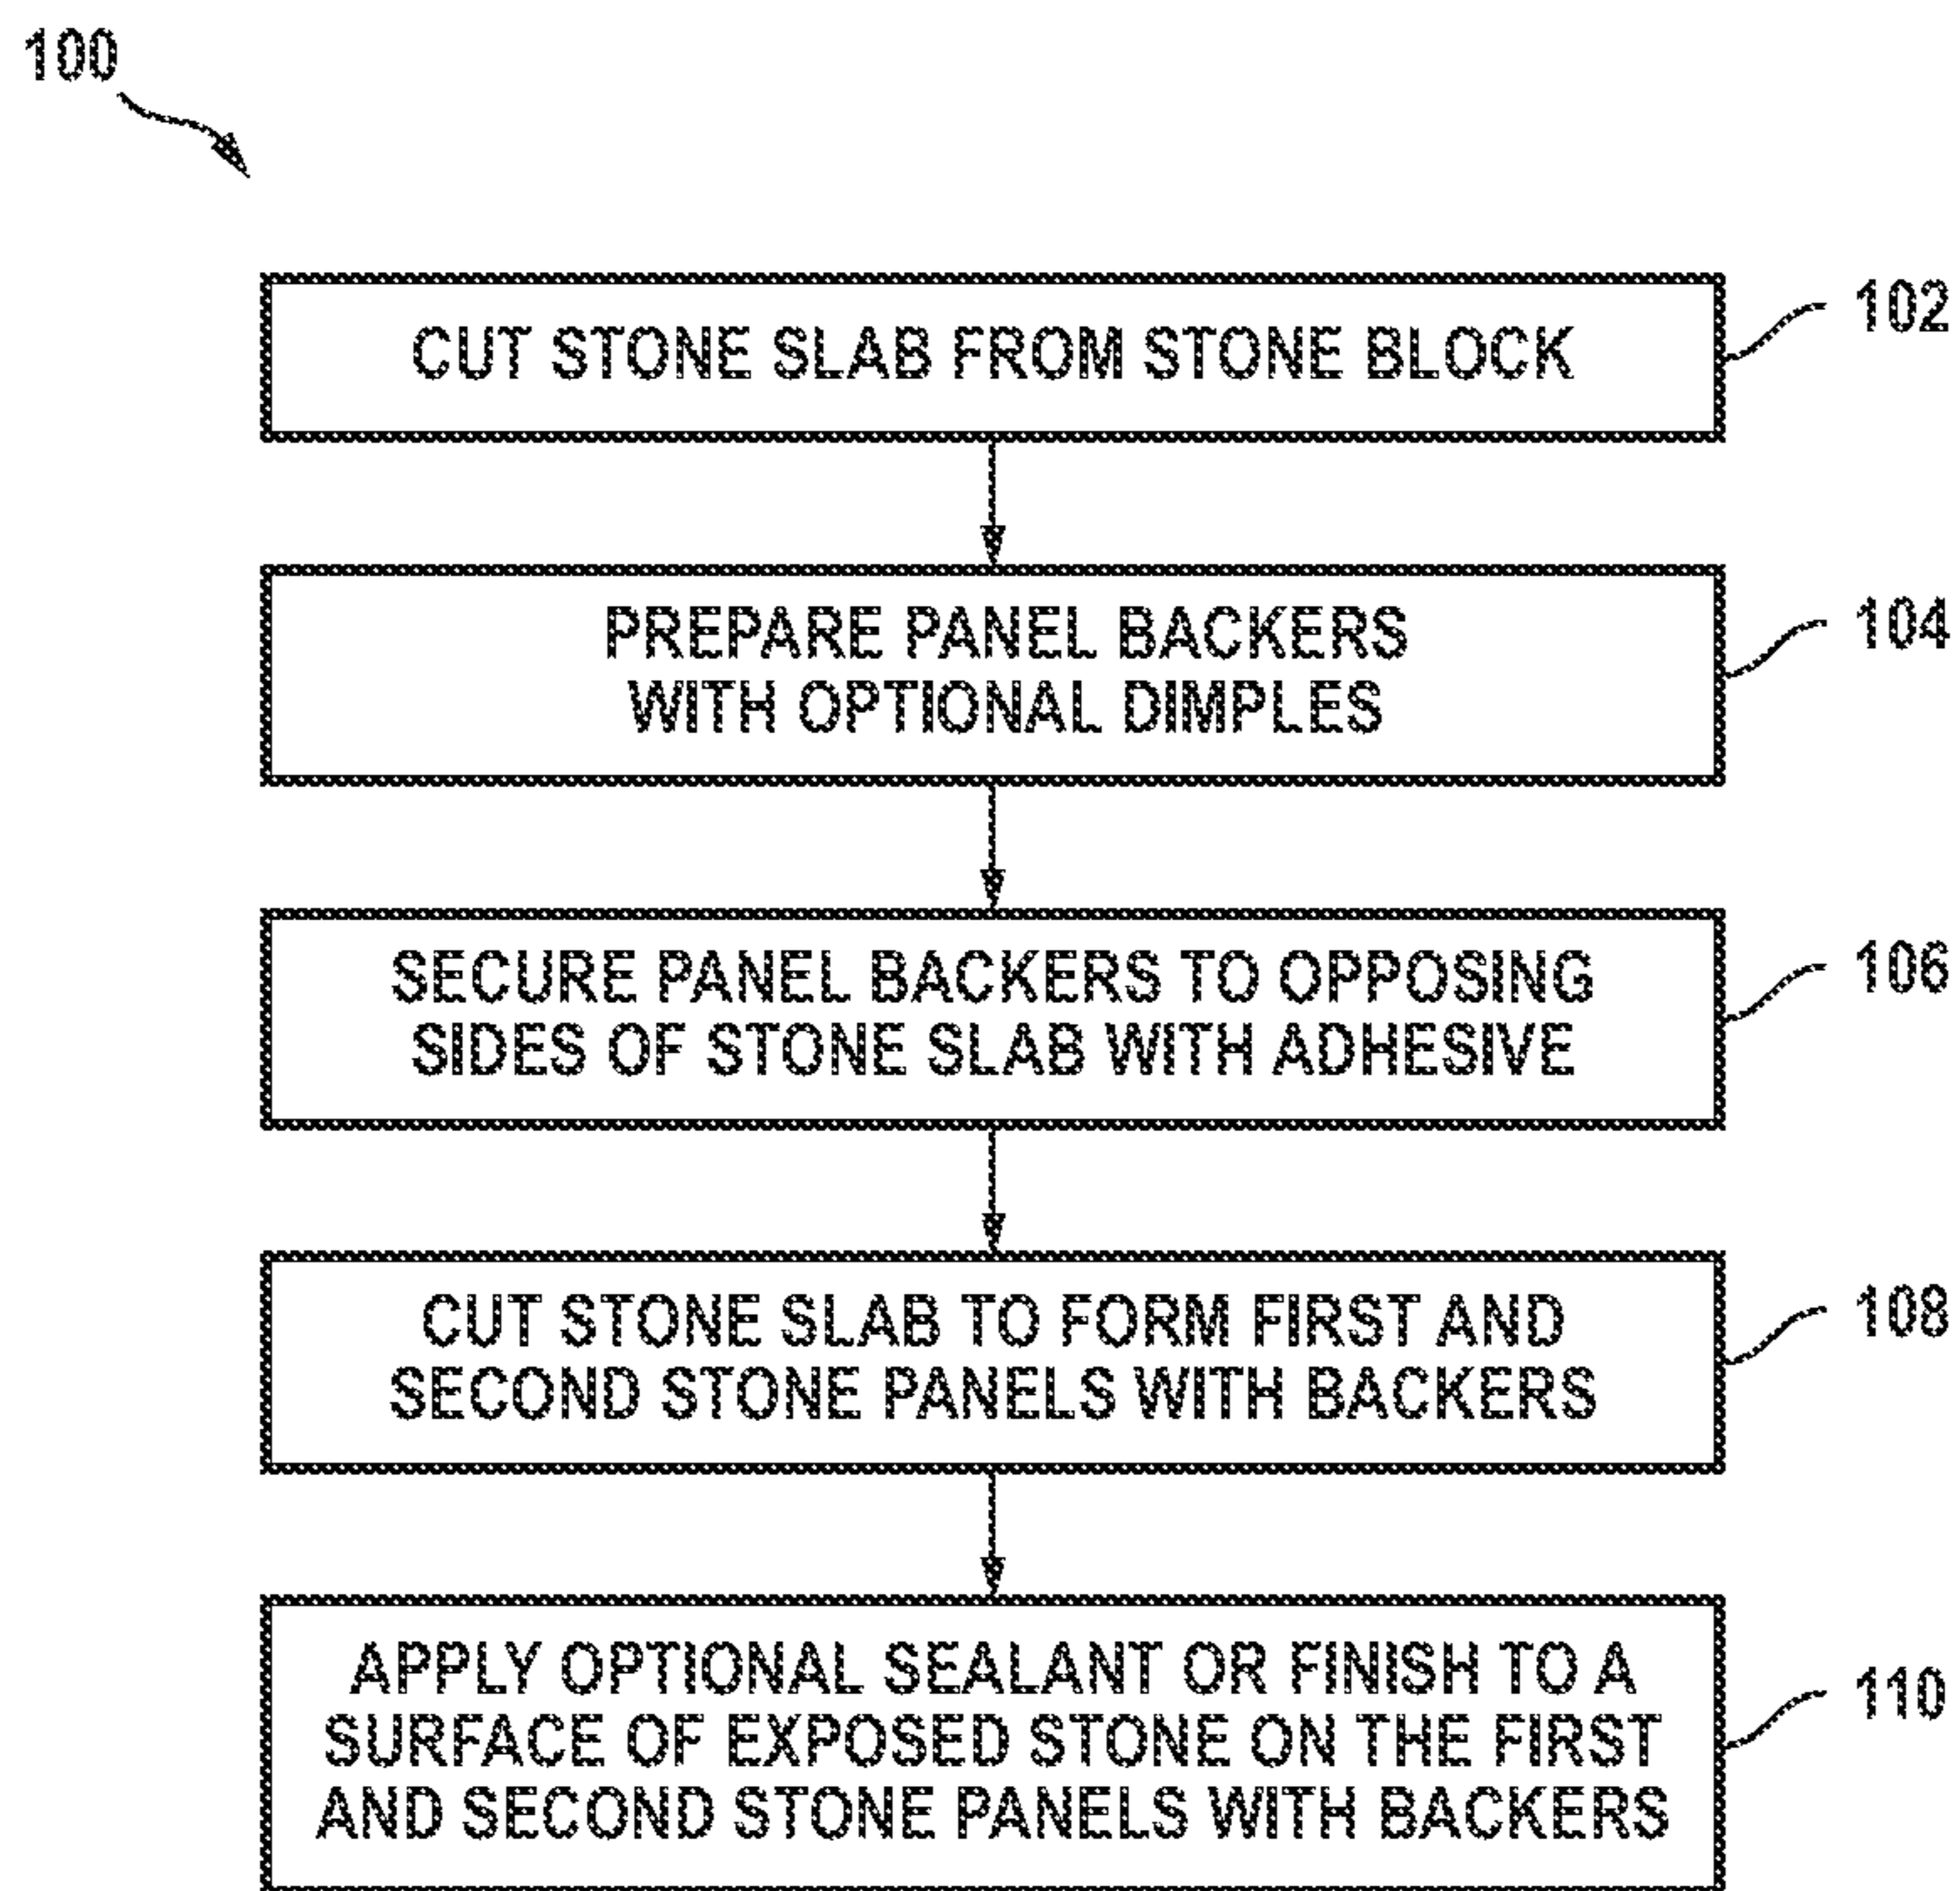 100
CUT STONE SLAB FROM STONE BLOCK
102
PREPARE PANEL BACKERS
WITH OPTIONAL DIMPLES
104
SECURE PANEL BACKERS TO OPPOSING
SIDES OF STONE SLAB WITH ADHESIVE
106
CUT STONE SLAB TO FORM FIRST AND
SECOND STONE PANELS WITH BACKERS
108
APPLY OPTIONAL SEALANT OR FINISH TO A
SURFACE OF EXPOSED STONE ON THE FIRST
AND SECOND STONE PANELS WITH BACKERS
110